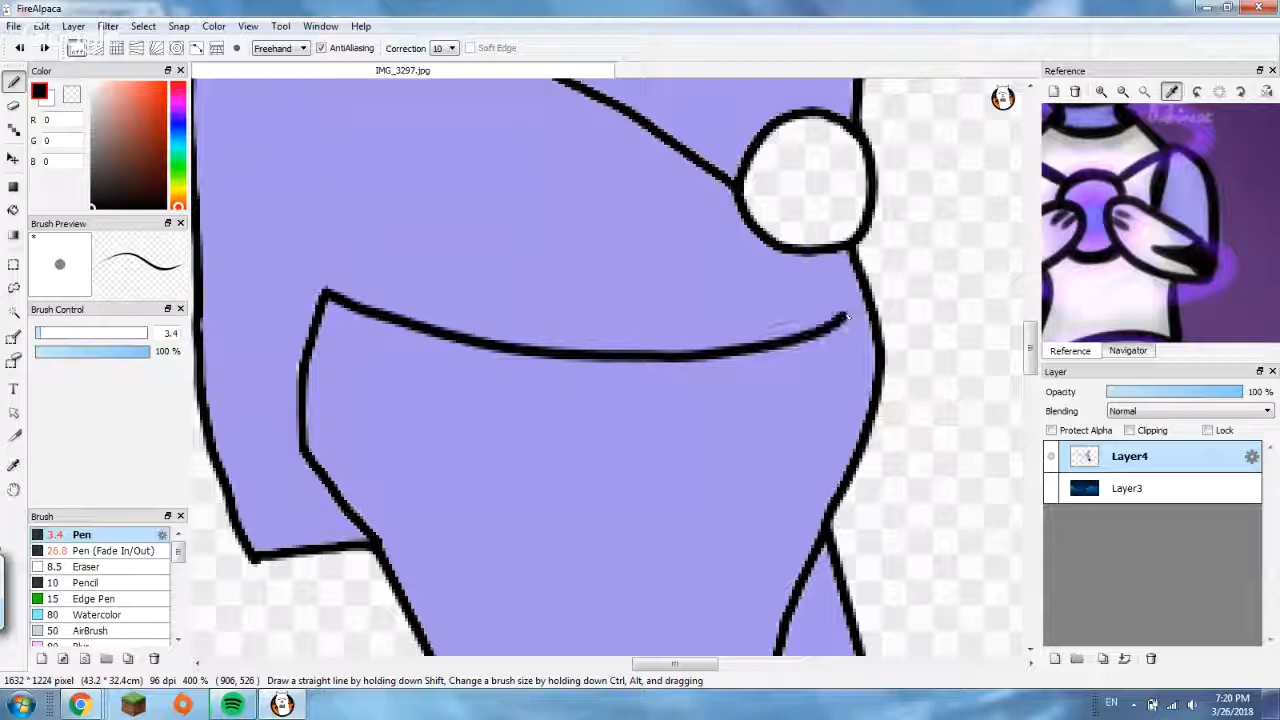 FireAlpaca
File Edit Layer Filter Select Snap Color View Tool Window Help
off Freehand AntiAliasing Correction 10 Soft Edge
Color
IMG_3297.jpg
Reference
R 0
G 0
B 0
Brush Preview
*
Brush Control
3.4
100 %
Reference Navigator
Layer
Opacity 100 %
Blending Normal
Protect Alpha Clipping Lock
Layer4
Layer3
Brush
3.4 Pen
26.8 Pen (Fade In/Out)
8.5 Eraser
10 Pencil
15 Edge Pen
80 Watercolor
50 AirBrush
1632 * 1224 pixel (43.2 * 32.4cm) 96 dpi 400 % (906, 526) Draw a straight line by holding down Shift, Change a brush size by holding down Ctrl, Alt, and dragging
EN
7:20 PM
3/26/2018